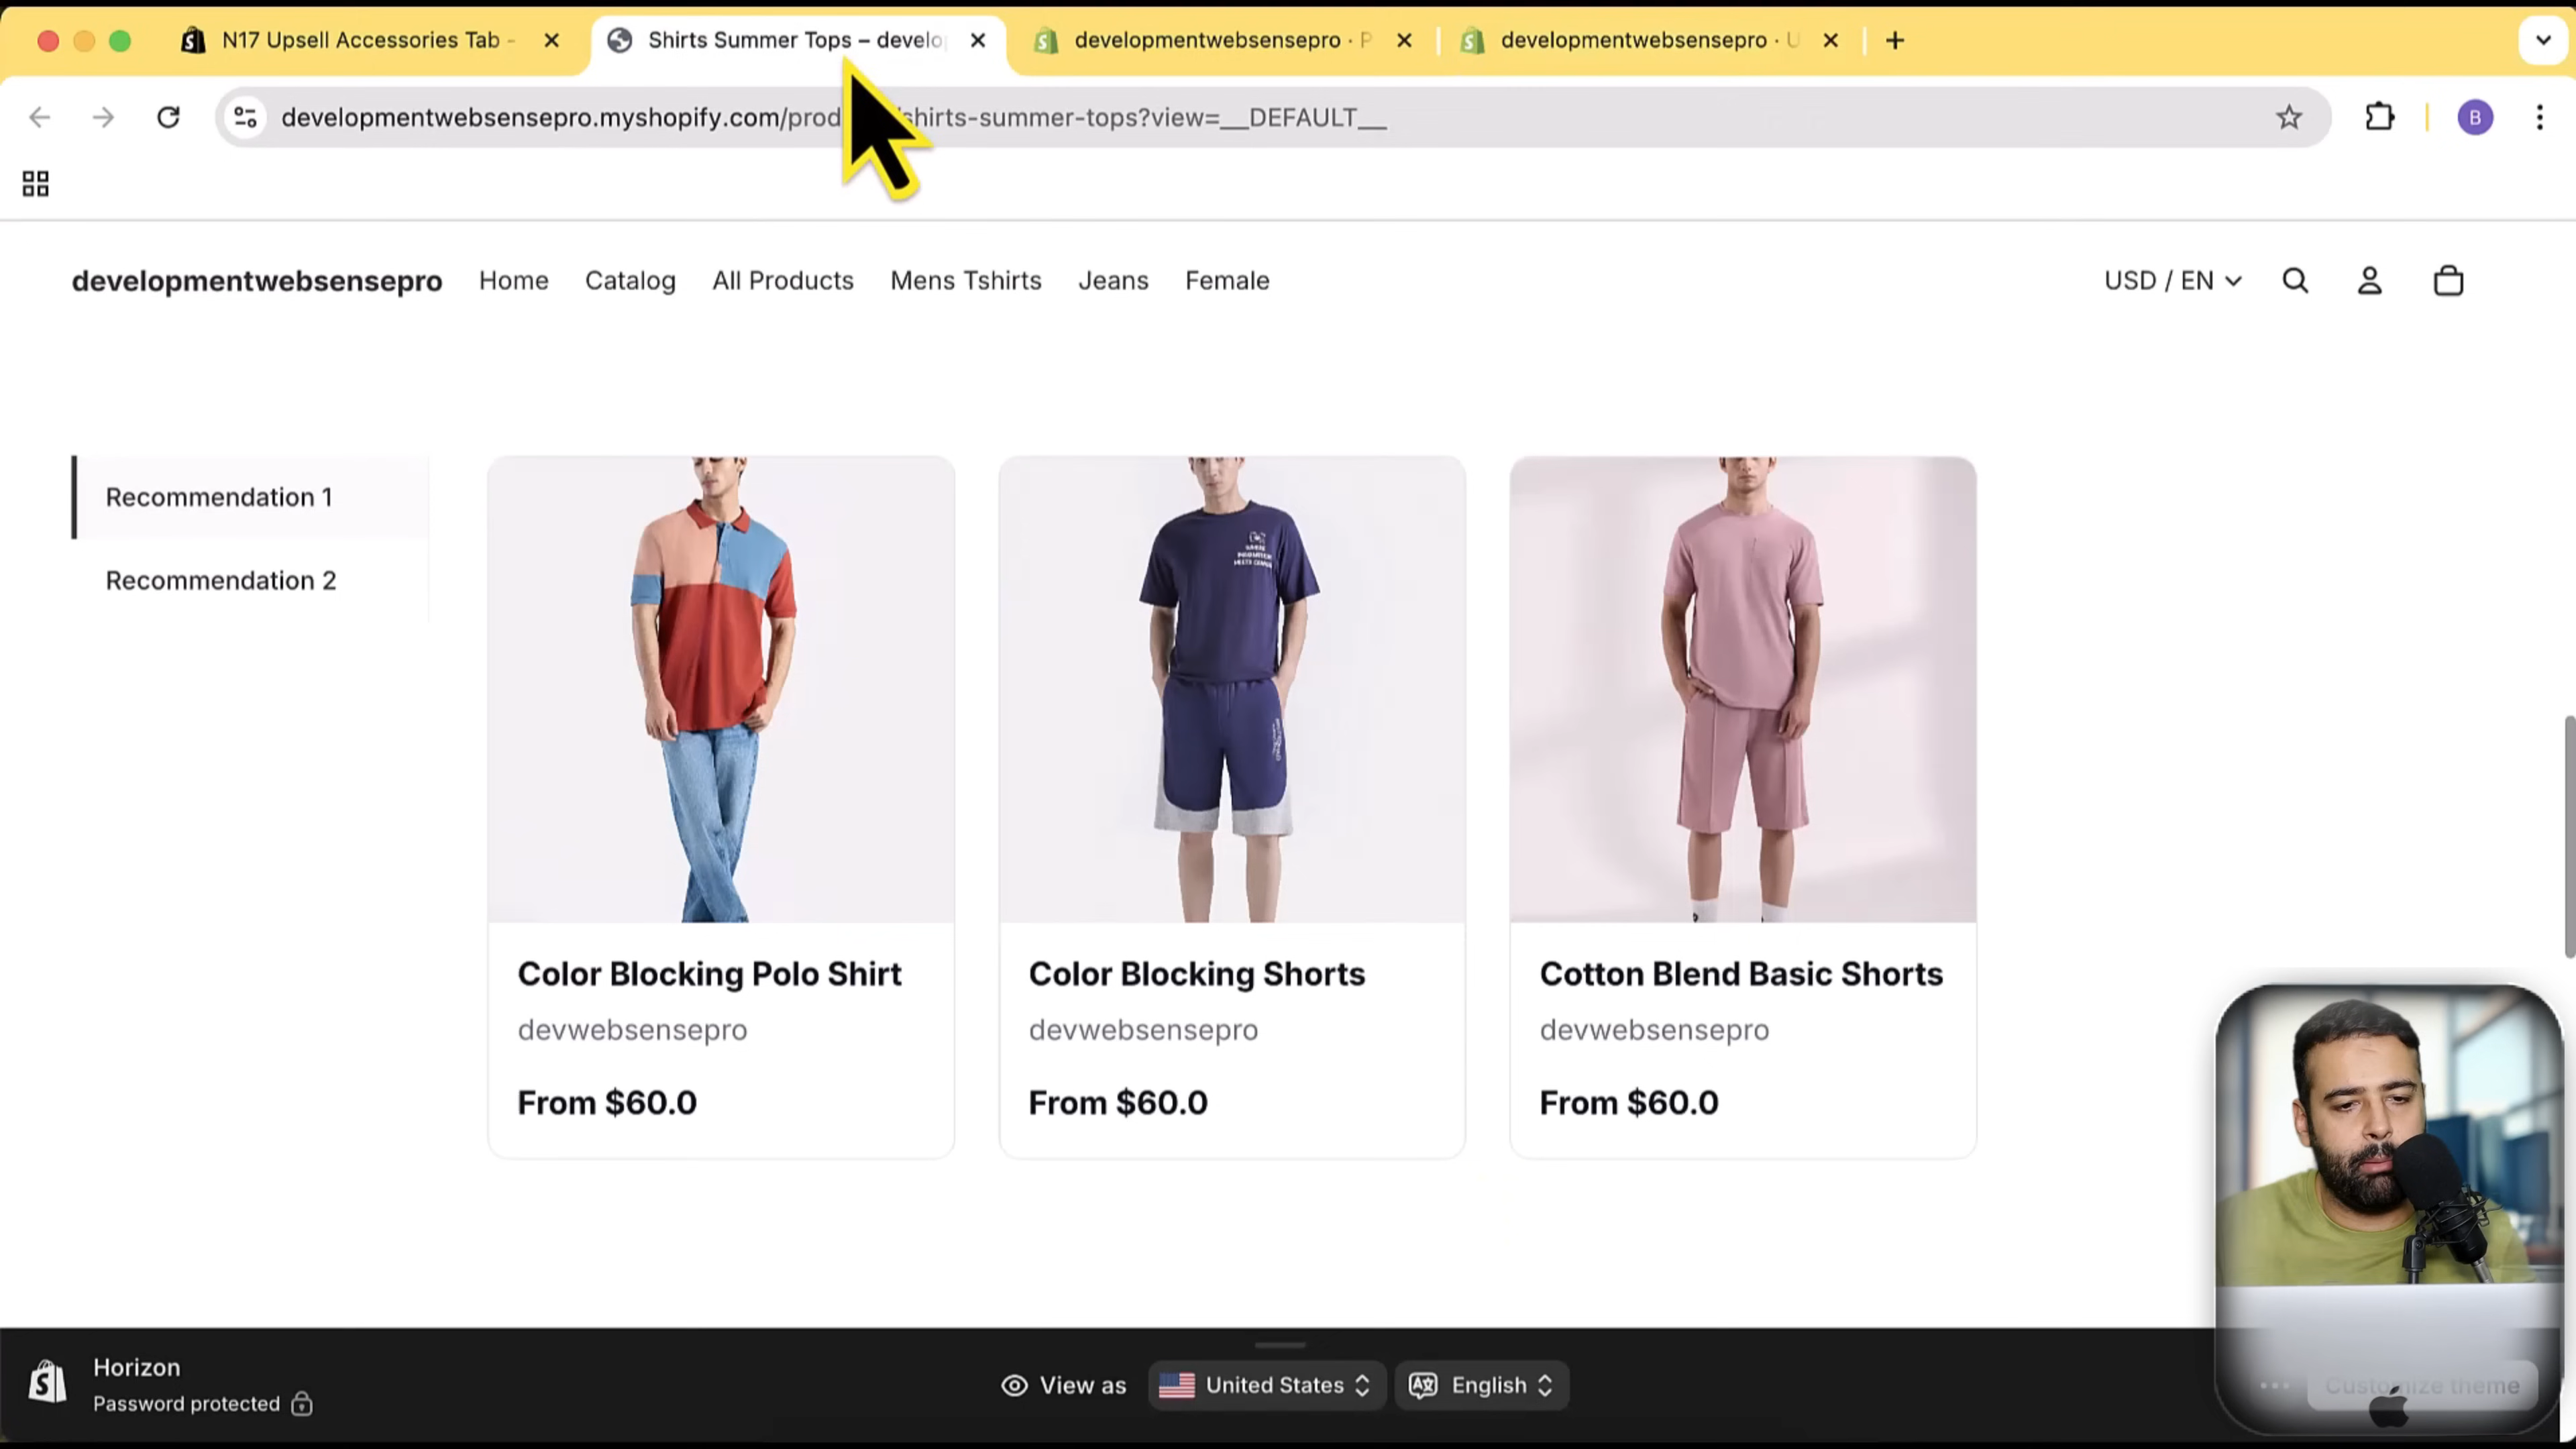 N17 Upsell Accessories Tab -
Shirts Summer Tops – develo
developmentwebsensepro · P
developmentwebsensepro · U
developmentwebsensepro.myshopify.com/prod shirts-summer-tops?view=__DEFAULT__
B
developmentwebsensepro
Home
Catalog
All Products
Mens Tshirts
Jeans
Female
USD / EN
Recommendation 1
Recommendation 2
Color Blocking Polo Shirt
devwebsensepro
From $60.0
Color Blocking Shorts
devwebsensepro
From $60.0
Cotton Blend Basic Shorts
devwebsensepro
From $60.0
Horizon
Password protected
View as
United States
English
Customize theme